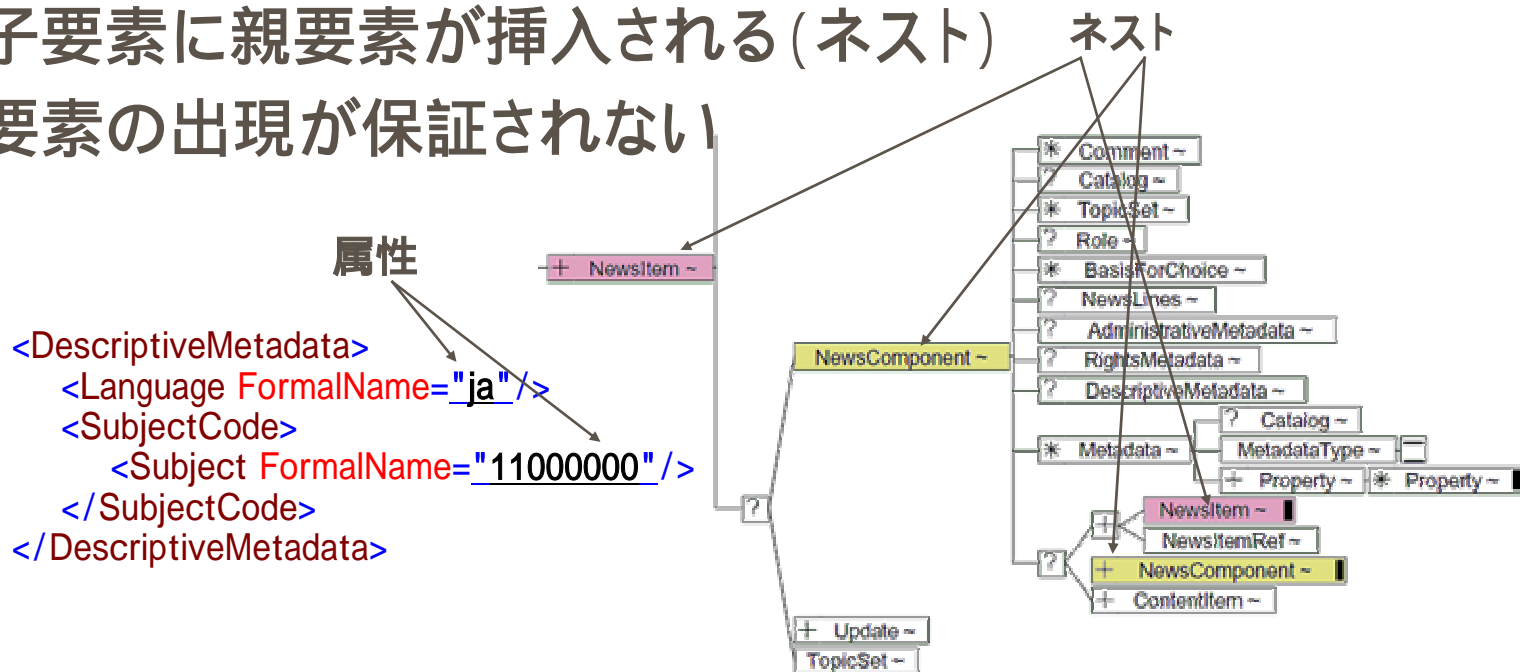 子要素に親要素が挿入される(ネスト)
要素の出現が保証されない
ネスト
属性
<DescriptiveMetadata>
<Language FormalName="ja"/>
<SubjectCode>
<Subject FormalName="11000000"/>
</SubjectCode>
</DescriptiveMetadata>
+ NewsItem ~
?
NewsComponent ~
* Comment ~
? Catalog ~
* TopicSet ~
? Role ~
* BasisForChoice ~
? NewsLines ~
? AdministrativeMetadata ~
? RightsMetadata ~
? DescriptiveMetadata ~
* Metadata ~
? Catalog ~
MetadataType ~
+ Property ~
* Property ~
?
+
NewsItem ~
NewsItemRef ~
+ NewsComponent ~
+ ContentItem ~
+ Update ~
TopicSet ~